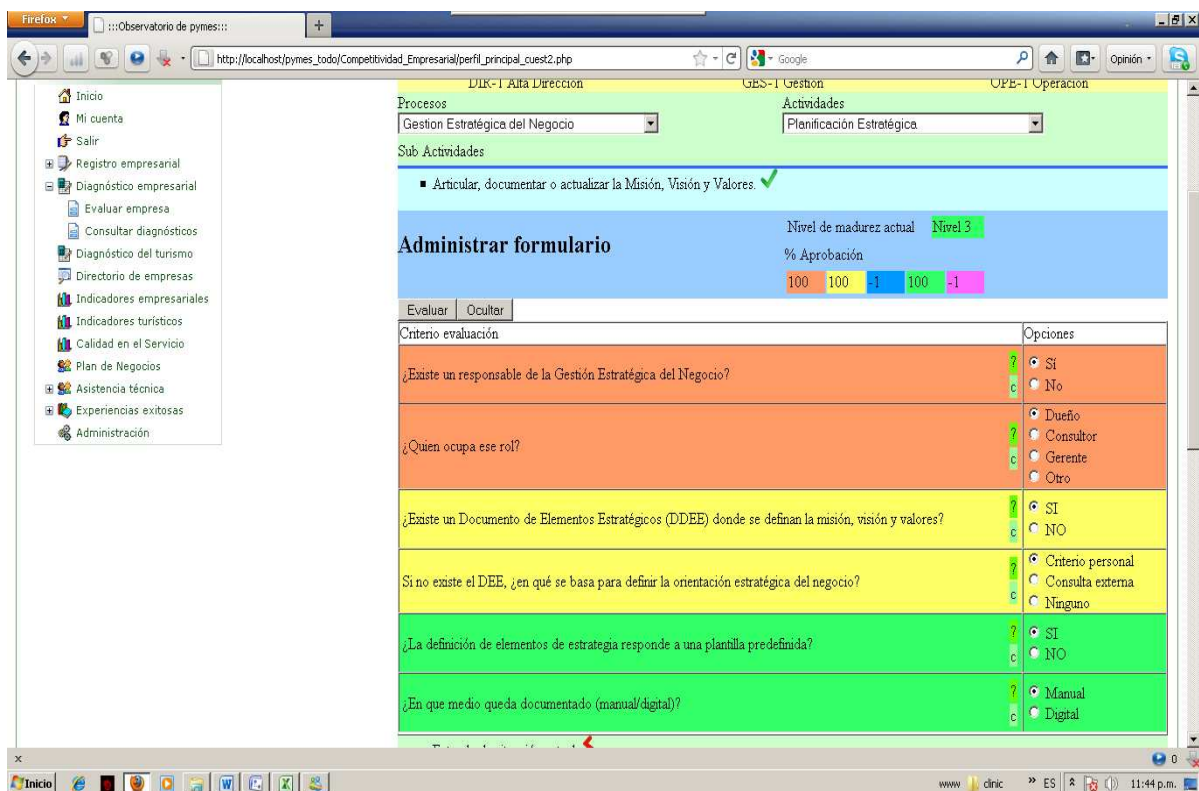 Firefox
:::Observatorio de pymes:::
http://localhost/pymes_todo/Competitividad_Empresarial/perfil_principal_cuest2.php
Google
Opinión
Inicio
Mi cuenta
Salir
Registro empresarial
Diagnóstico empresarial
Evaluar empresa
Consultar diagnósticos
Diagnóstico del turismo
Directorio de empresas
Indicadores empresariales
Indicadores turísticos
Calidad en el Servicio
Plan de Negocios
Asistencia técnica
Experiencias exitosas
Administración
DIR-1 Alta Dirección GES-1 Gestión OPE-1 Operación
Procesos Actividades
Gestion Estratégica del Negocio Planificación Estratégica
Sub Actividades
Articular, documentar o actualizar la Misión, Visión y Valores.
Administrar formulario
Nivel de madurez actual Nivel 3
% Aprobación
100 100 -1 100 -1
Evaluar Ocultar
Criterio evaluación Opciones
¿Existe un responsable de la Gestión Estratégica del Negocio?
? c
Sí
No
¿Quien ocupa ese rol?
? c
Dueño
Consultor
Gerente
Otro
¿Existe un Documento de Elementos Estratégicos (DDEE) donde se definan la misión, visión y valores?
? c
SI
NO
Si no existe el DEE, ¿en qué se basa para definir la orientación estratégica del negocio?
? c
Criterio personal
Consulta externa
Ninguno
¿La definición de elementos de estrategia responde a una plantilla predefinida?
? c
SI
NO
¿En que medio queda documentado (manual/digital)?
? c
Manual
Digital
x 0
Inicio www clinic » ES 11:44 p.m.